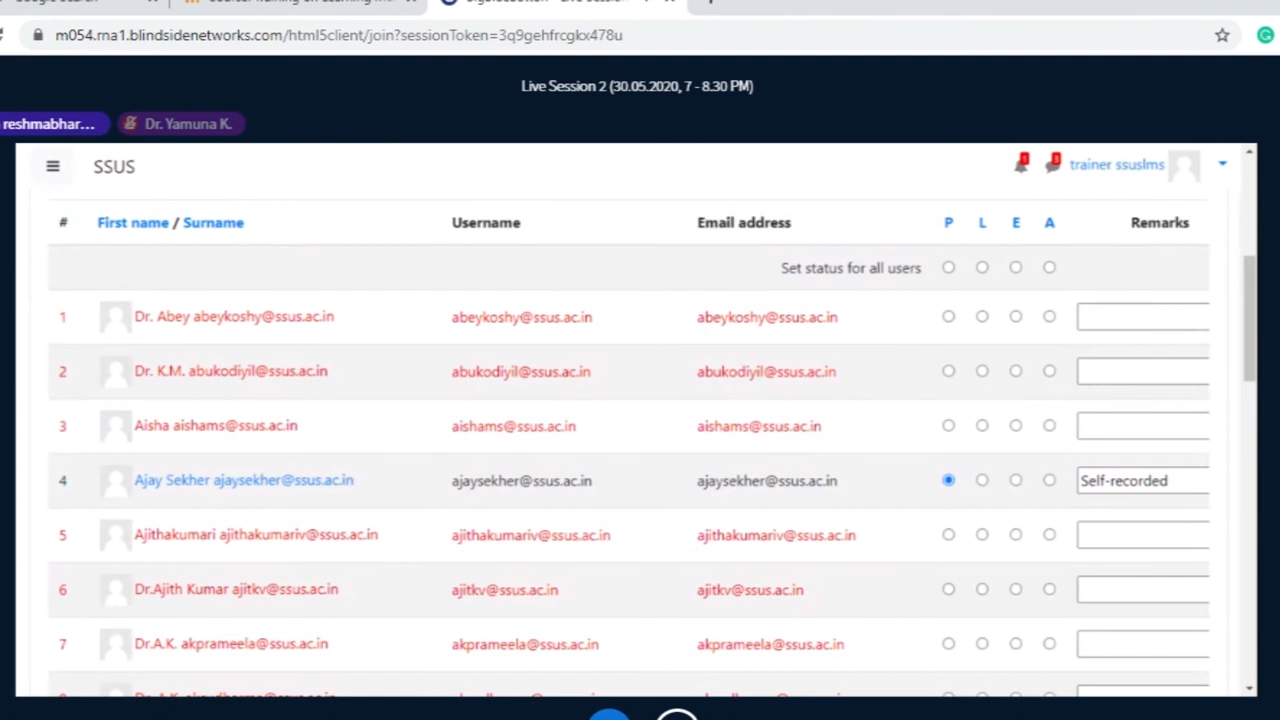 m054.rna1.blindsidenetworks.com/html5client/join?sessionToken=3q9gehfrcgkx478u
Live Session 2 (30.05.2020, 7 - 8.30 PM)
reshmabhar... Dr. Yamuna K.
SSUS trainer ssuslms
# First name / Surname Username Email address P L E A Remarks
Set status for all users
1 Dr. Abey abeykoshy@ssus.ac.in abeykoshy@ssus.ac.in abeykoshy@ssus.ac.in
2 Dr. K.M. abukodiyil@ssus.ac.in abukodiyil@ssus.ac.in abukodiyil@ssus.ac.in
3 Aisha aishams@ssus.ac.in aishams@ssus.ac.in aishams@ssus.ac.in
4 Ajay Sekher ajaysekher@ssus.ac.in ajaysekher@ssus.ac.in ajaysekher@ssus.ac.in Self-recorded
5 Ajithakumari ajithakumariv@ssus.ac.in ajithakumariv@ssus.ac.in ajithakumariv@ssus.ac.in
6 Dr.Ajith Kumar ajitkv@ssus.ac.in ajitkv@ssus.ac.in ajitkv@ssus.ac.in
7 Dr.A.K. akprameela@ssus.ac.in akprameela@ssus.ac.in akprameela@ssus.ac.in